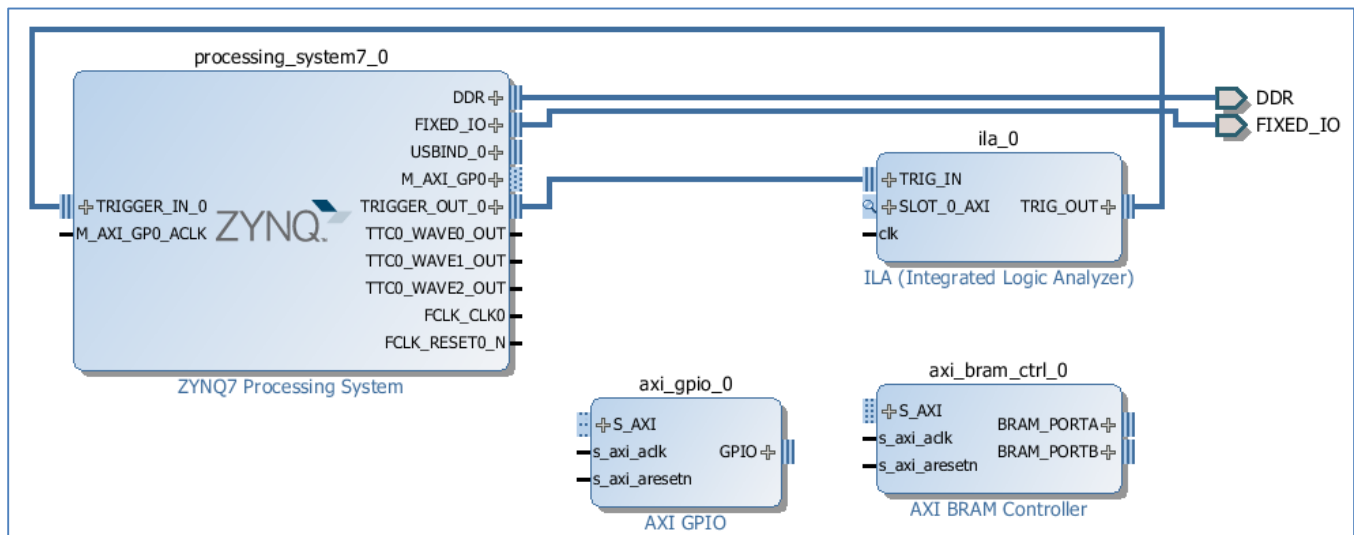 processing_system7_0
DDR
FIXED_IO
USBIND_0
M_AXI_GP0
TRIGGER_IN_0
TRIGGER_OUT_0
M_AXI_GP0_ACLK
ZYNQ
TTC0_WAVE0_OUT
TTC0_WAVE1_OUT
TTC0_WAVE2_OUT
FCLK_CLK0
FCLK_RESET0_N
ZYNQ7 Processing System
DDR
FIXED_IO
ila_0
TRIG_IN
SLOT_0_AXI
TRIG_OUT
clk
ILA (Integrated Logic Analyzer)
axi_gpio_0
S_AXI
s_axi_aclk
GPIO
s_axi_aresetn
AXI GPIO
axi_bram_ctrl_0
S_AXI
BRAM_PORTA
s_axi_aclk
BRAM_PORTB
s_axi_aresetn
AXI BRAM Controller